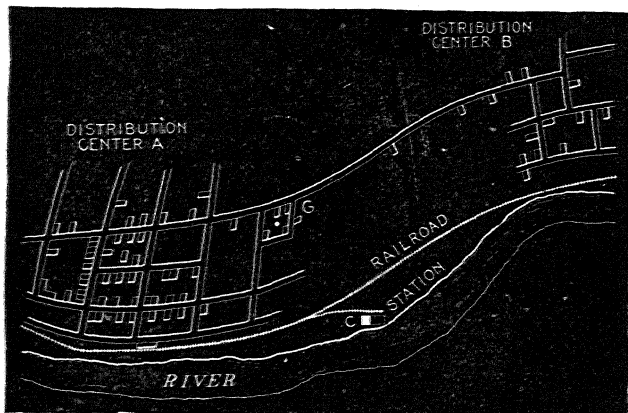 DISTRIBUTION
CENTER B
DISTRIBUTION
CENTER A
G
RAILROAD
STATION
C
RIVER